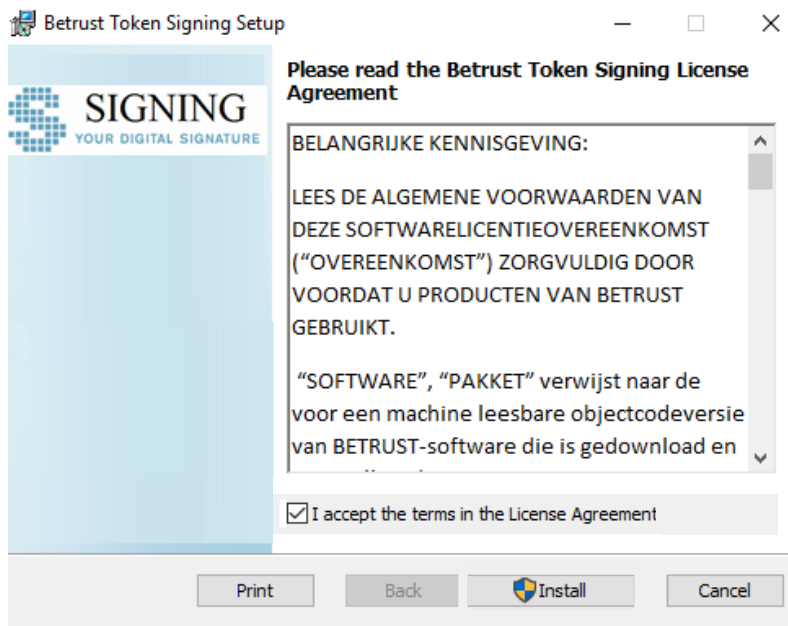 Betrust Token Signing Setup
SIGNING
YOUR DIGITAL SIGNATURE
Please read the Betrust Token Signing License
Agreement
BELANGRIJKE KENNISGEVING:
LEES DE ALGEMENE VOORWAARDEN VAN
DEZE SOFTWARELICENTIEOVEREENKOMST
(“OVEREENKOMST”) ZORGVULDIG DOOR
VOORDAT U PRODUCTEN VAN BETRUST
GEBRUIKT.
“SOFTWARE”, “PAKKET” verwijst naar de
voor een machine leesbare objectcodeversie
van BETRUST-software die is gedownload en
I accept the terms in the License Agreement
Print
Back
Install
Cancel